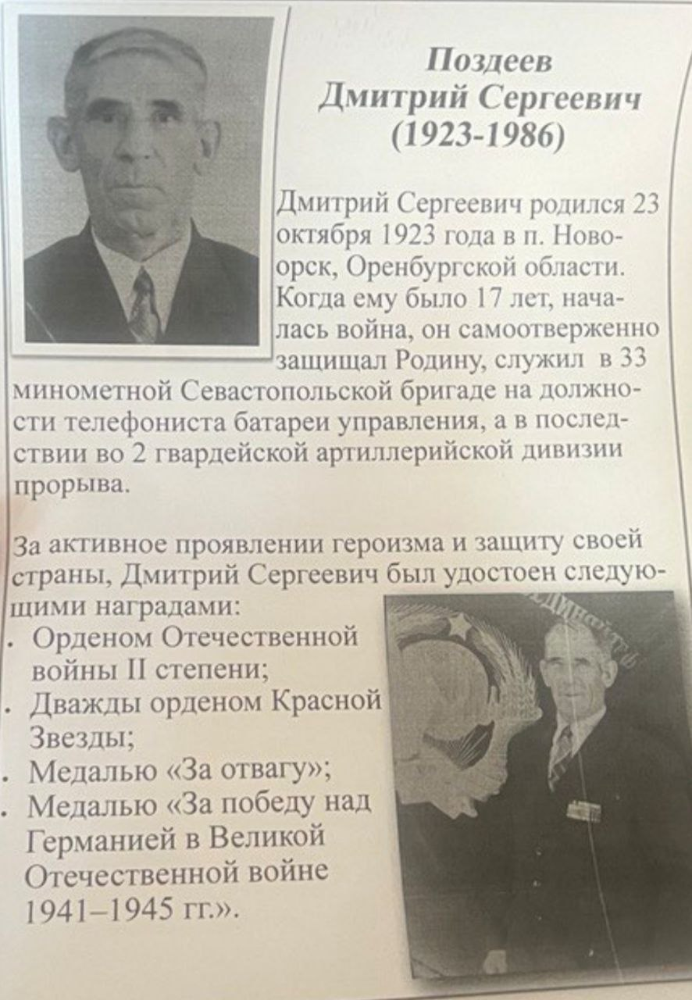 Поздеев
Дмитрий Сергеевич
(1923-1986)
Дмитрий Сергеевич родился 23
октября 1923 года в п. Ново-
орск, Оренбургской области.
Когда ему было 17 лет, нача-
лась война, он самоотверженно
защищал Родину, служил в 33
минометной Севастопольской бригаде на должно-
сти телефониста батареи управления, а в послед-
ствии во 2 гвардейской артиллерийской дивизии
прорыва.
За активное проявлении героизма и защиту своей
страны, Дмитрий Сергеевич был удостоен следую-
щими наградами:
. Орденом Отечественной
войны II степени;
. Дважды орденом Красной
Звезды;
. Медалью «За отвагу»;
. Медалью «За победу над
Германией в Великой
Отечественной войне
1941–1945 гг.».